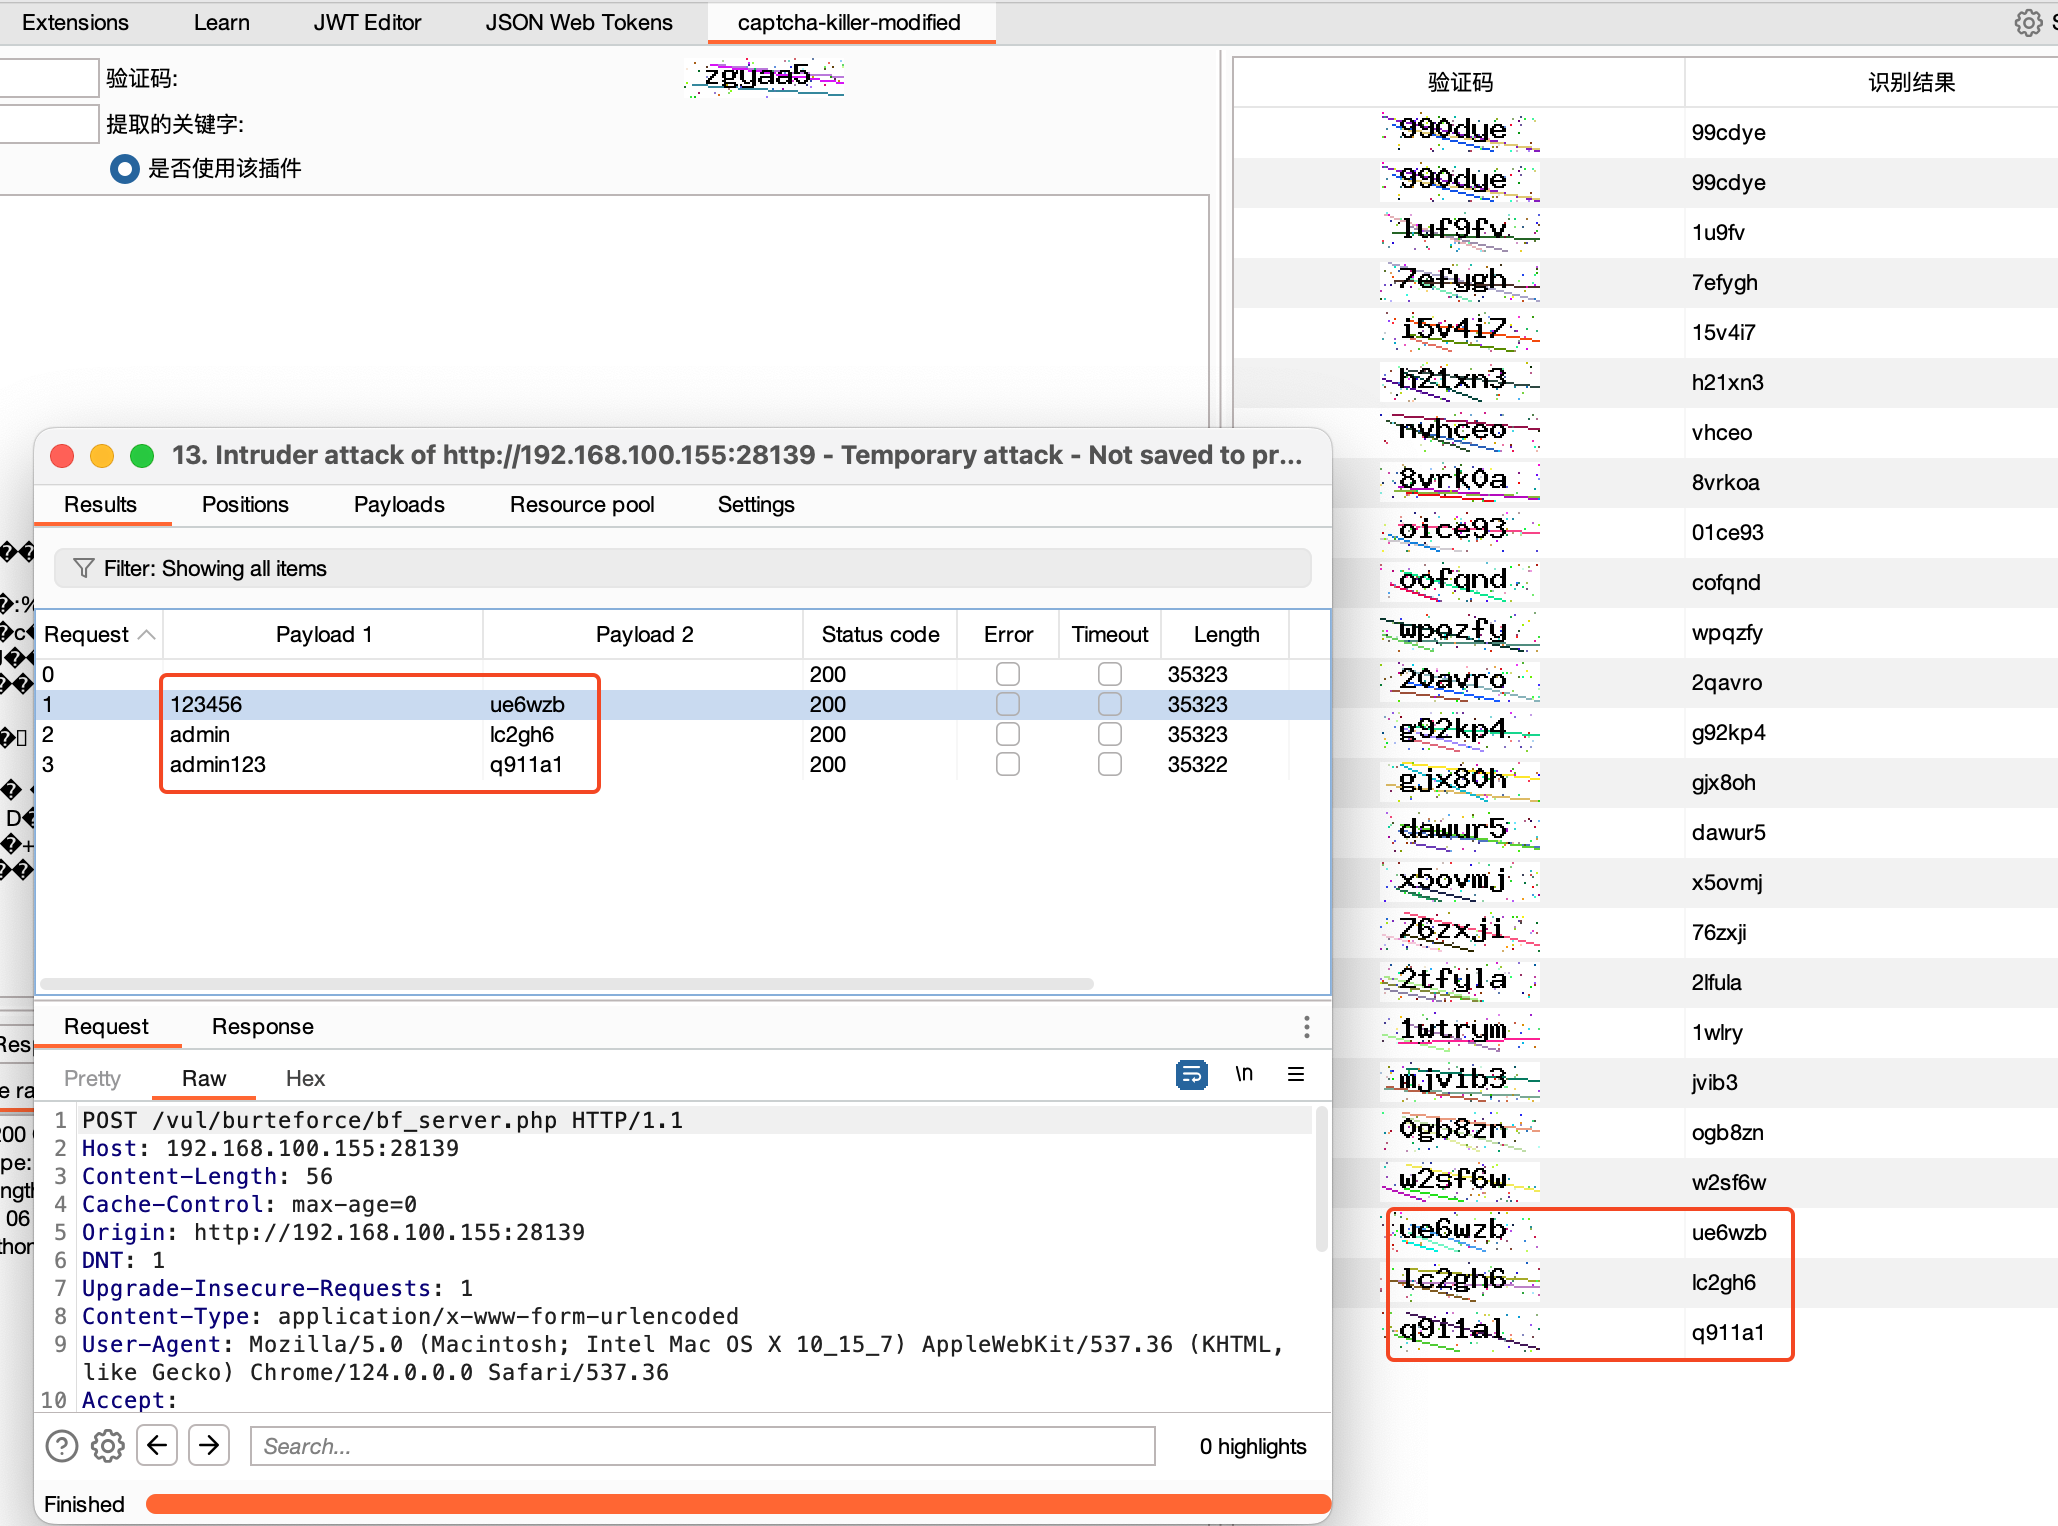 Extensions
Learn
JWT Editor
JSON Web Tokens
captcha-killer-modified
验证码:
zgyaa5
提取的关键字:
是否使用该插件
验证码
识别结果
990dye
99cdye
990dye
99cdye
1uf9fv
1u9fv
7efygh
7efygh
i5v4i7
15v4i7
h21xn3
h21xn3
nvhceo
vhceo
8vrk0a
8vrkoa
oice93
01ce93
oofqnd
cofqnd
wpozfy
wpqzfy
20avro
2qavro
g92kp4
g92kp4
gjx80h
gjx8oh
dawur5
dawur5
x5ovmj
x5ovmj
76zxji
76zxji
2tfyla
2lfula
1wtrym
1wlry
mjvib3
jvib3
0gb8zn
ogb8zn
w2sf6w
w2sf6w
ue6wzb
ue6wzb
lc2gh6
lc2gh6
q911al
q911a1
13. Intruder attack of http://192.168.100.155:28139 - Temporary attack - Not saved to pr...
Results
Positions
Payloads
Resource pool
Settings
Filter: Showing all items
Request
Payload 1
Payload 2
Status code
Error
Timeout
Length
0 200 35323
1 123456 ue6wzb 200 35323
2 admin lc2gh6 200 35323
3 admin123 q911a1 200 35322
Request
Response
Pretty
Raw
Hex
\n
1 POST /vul/burteforce/bf_server.php HTTP/1.1
2 Host: 192.168.100.155:28139
3 Content-Length: 56
4 Cache-Control: max-age=0
5 Origin: http://192.168.100.155:28139
6 DNT: 1
7 Upgrade-Insecure-Requests: 1
8 Content-Type: application/x-www-form-urlencoded
9 User-Agent: Mozilla/5.0 (Macintosh; Intel Mac OS X 10_15_7) AppleWebKit/537.36 (KHTML,
like Gecko) Chrome/124.0.0.0 Safari/537.36
10 Accept:
Search...
0 highlights
Finished